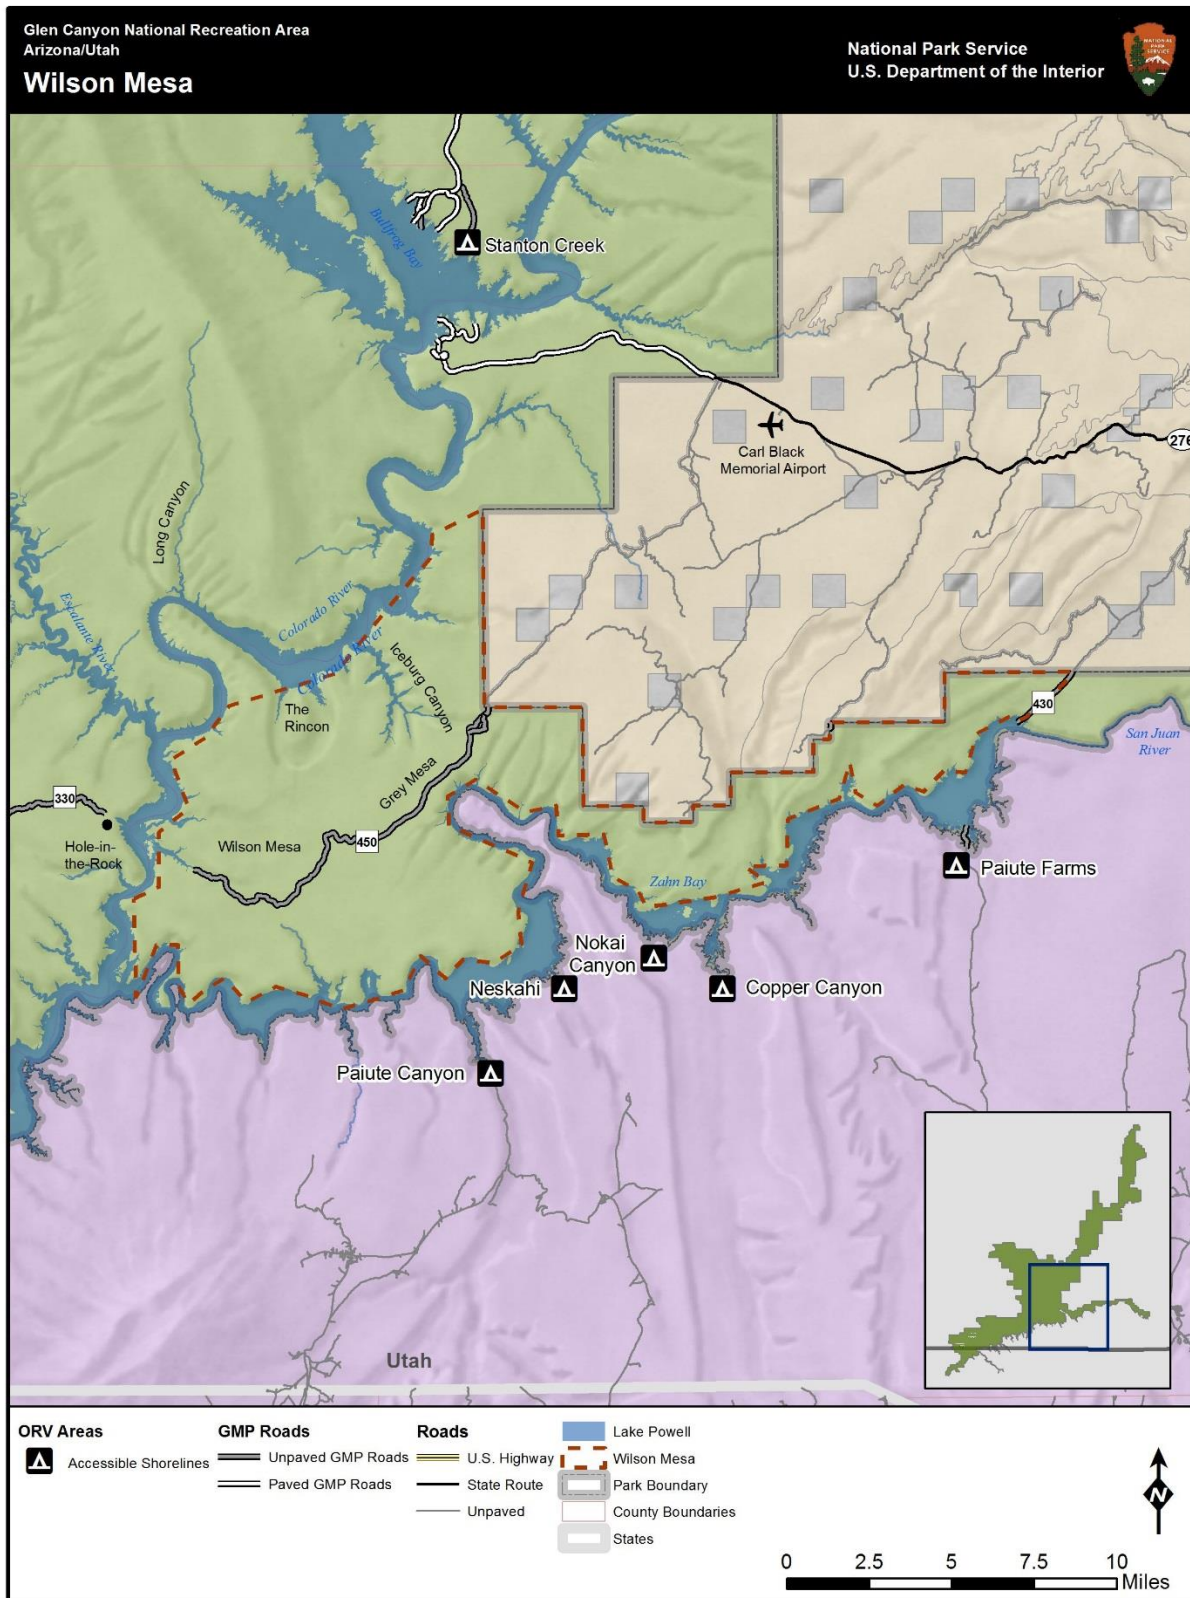 Glen Canyon National Recreation Area
Arizona/Utah
Wilson Mesa
National Park Service
U.S. Department of the Interior
NATIONAL
PARK
SERVICE
Bullfrog Bay
Stanton Creek
Carl Black
Memorial Airport
276
Long Canyon
Escalante River
Colorado River
Colorado River
Iceburg Canyon
The
Rincon
Grey Mesa
430
San Juan
River
330
Hole-in-
the-Rock
Wilson Mesa
450
Zahn Bay
Paiute Farms
Nokai
Canyon
Neskahi
Copper Canyon
Paiute Canyon
Utah
ORV Areas
Accessible Shorelines
GMP Roads
Unpaved GMP Roads
Paved GMP Roads
Roads
U.S. Highway
State Route
Unpaved
Lake Powell
Wilson Mesa
Park Boundary
County Boundaries
States
N
0 2.5 5 7.5 10
Miles